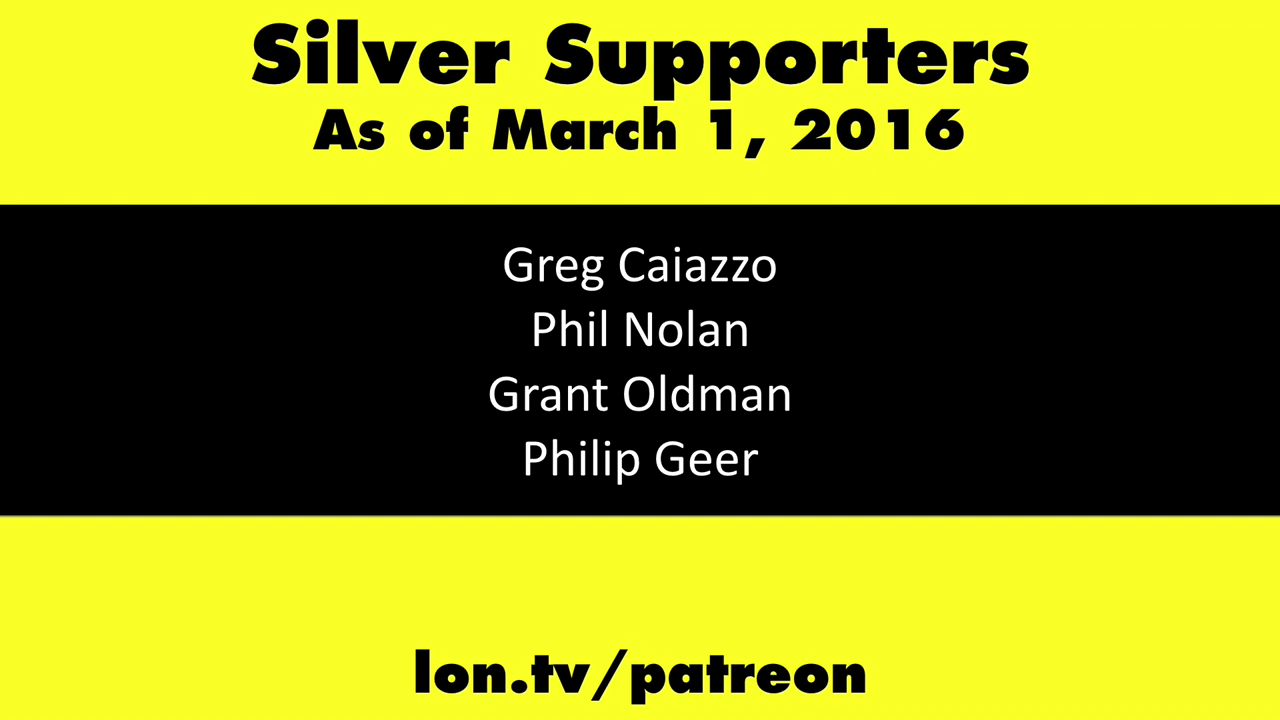 Silver Supporters
As of March 1, 2016
Greg Caiazzo
Phil Nolan
Grant Oldman
Philip Geer
lon.tv/patreon